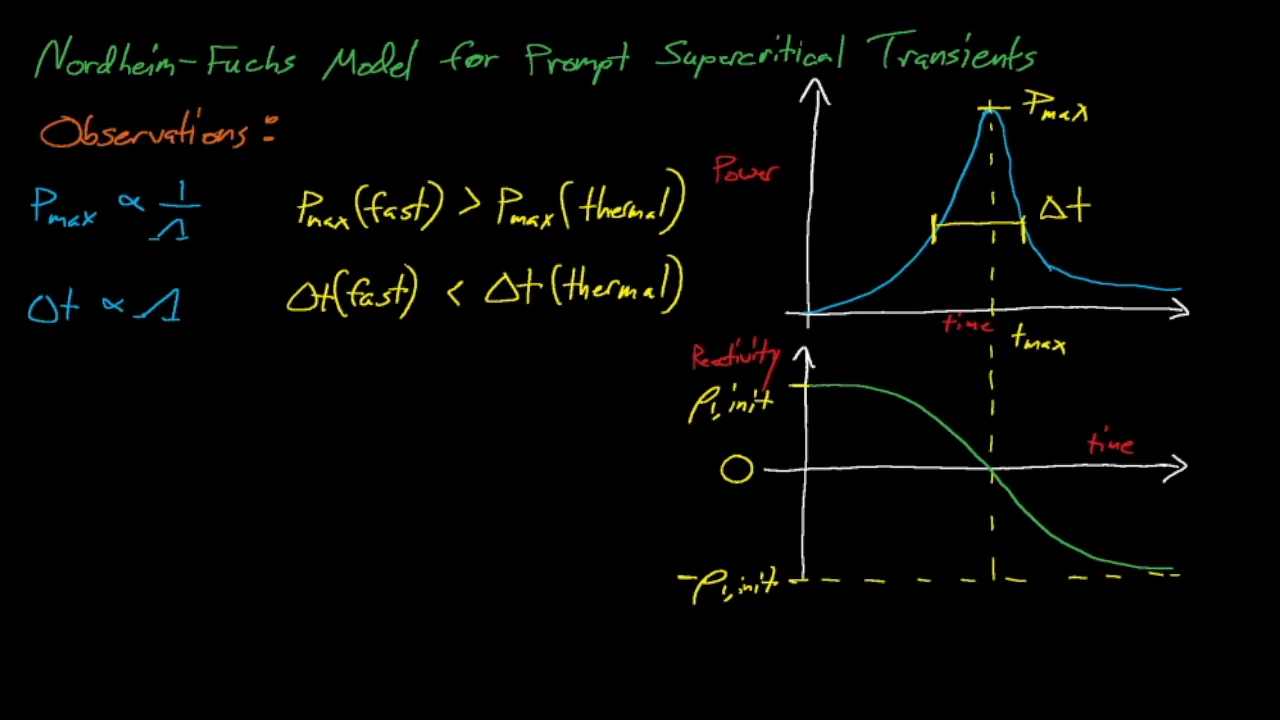 Nordheim-Fuchs Model for Prompt Supercritical Transients
Observations:
Pmax ∝ 1/Λ
Pmax(fast) > Pmax(thermal)
Δt ∝ Λ
Δt(fast) < Δt(thermal)
Power
Pmax
Δt
time
tmax
Reactivity
ρ1,init
0
time
-ρ1,init